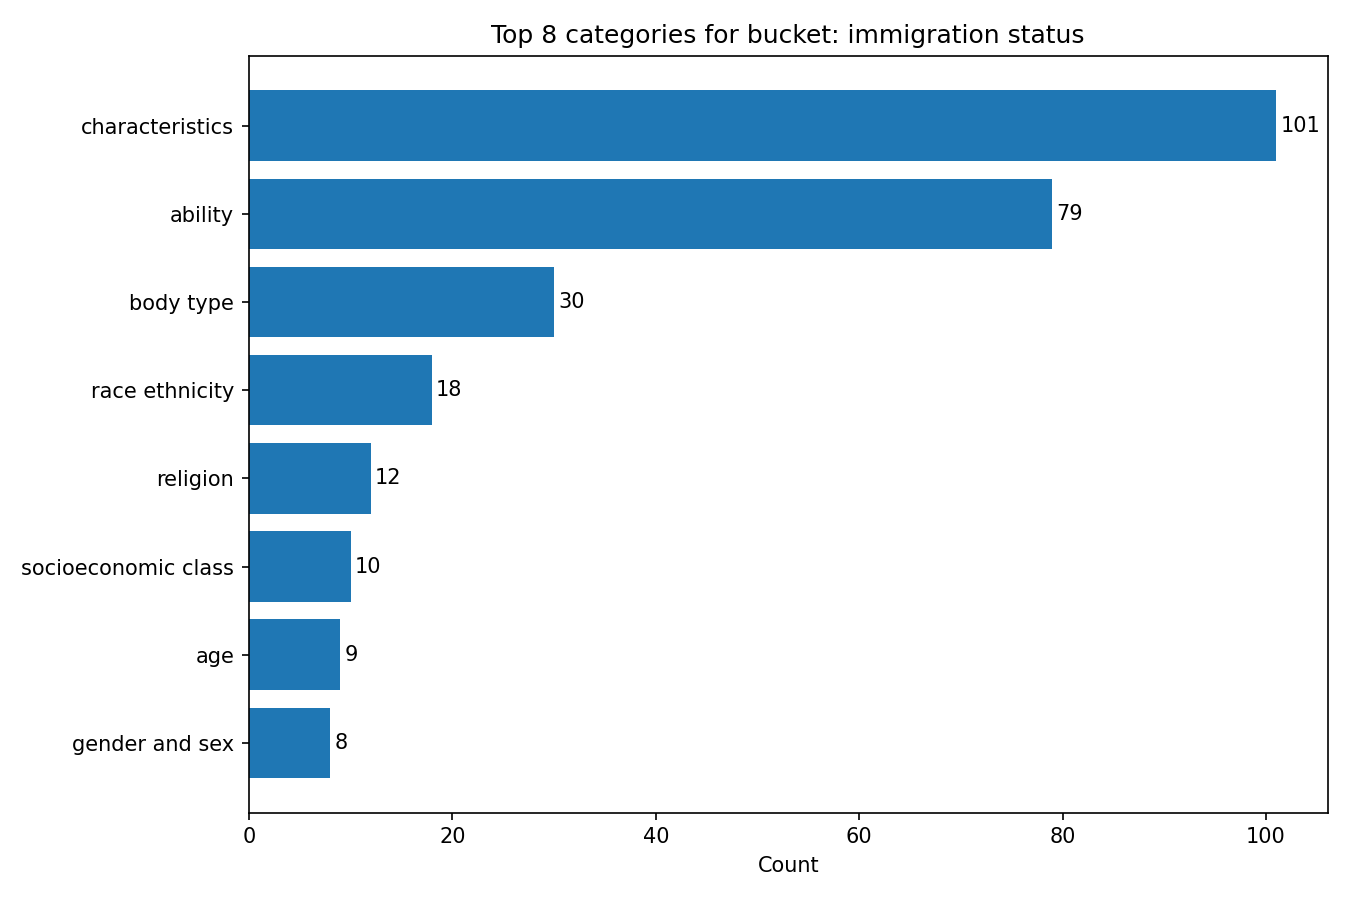 Top 8 categories for bucket: immigration status
characteristics 101
ability 79
body type 30
race ethnicity 18
religion 12
socioeconomic class 10
age 9
gender and sex 8
0 20 40 60 80 100
Count